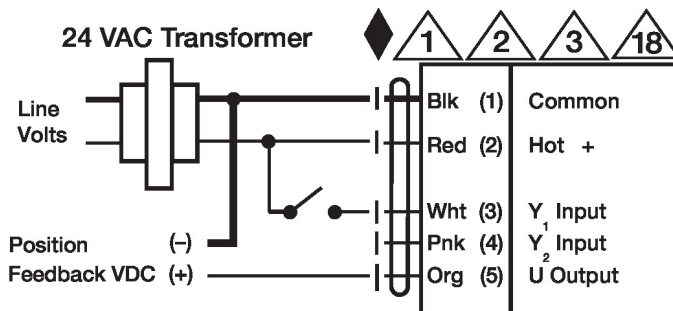 24 VAC Transformer
1 2 3 18
Line
Volts
Blk (1) Common
Red (2) Hot +
Wht (3) Y1 Input
Pnk (4) Y2 Input
Org (5) U Output
Position (–)
Feedback VDC (+)